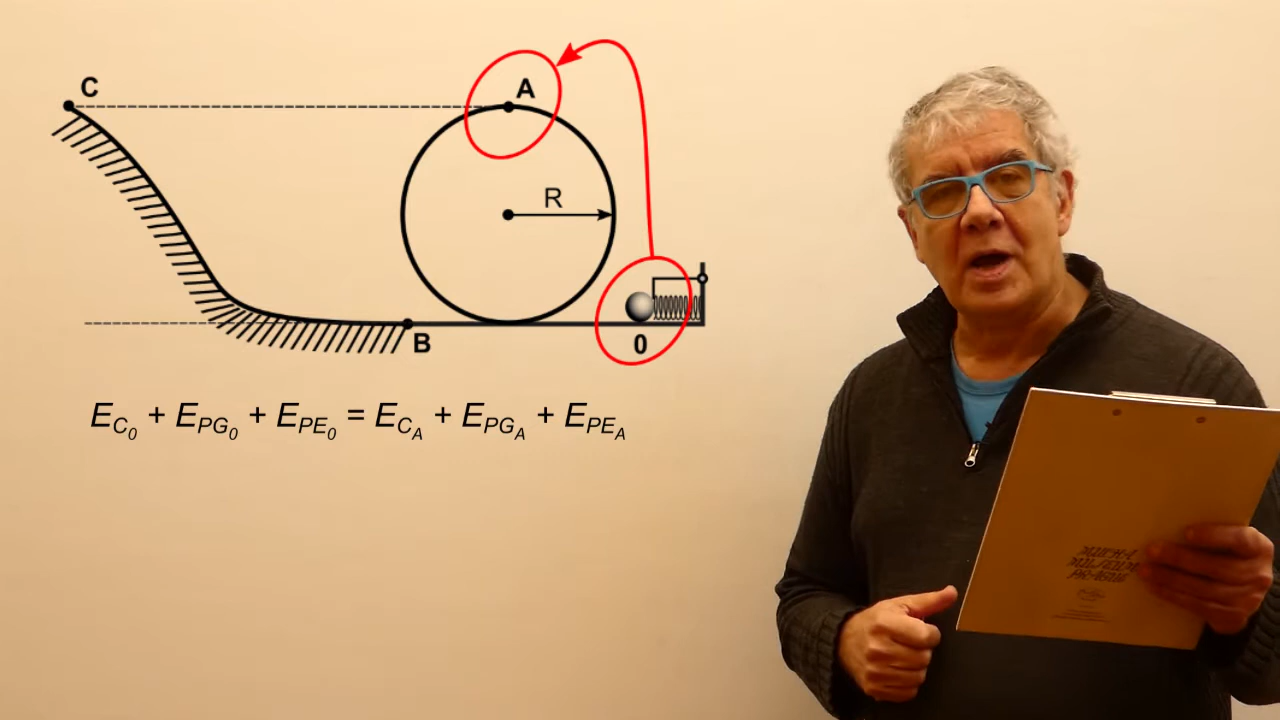 C
A
R
B
0
E_{C_0} + E_{PG_0} + E_{PE_0} = E_{C_A} + E_{PG_A} + E_{PE_A}